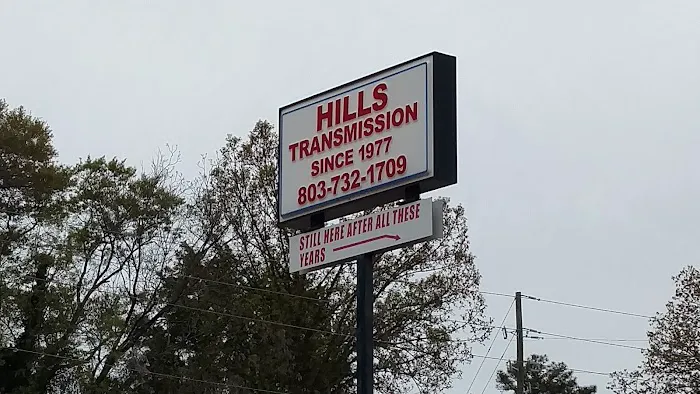 HILLS
TRANSMISSION
SINCE 1977
803-732-1709
STILL HERE AFTER ALL THESE
YEARS